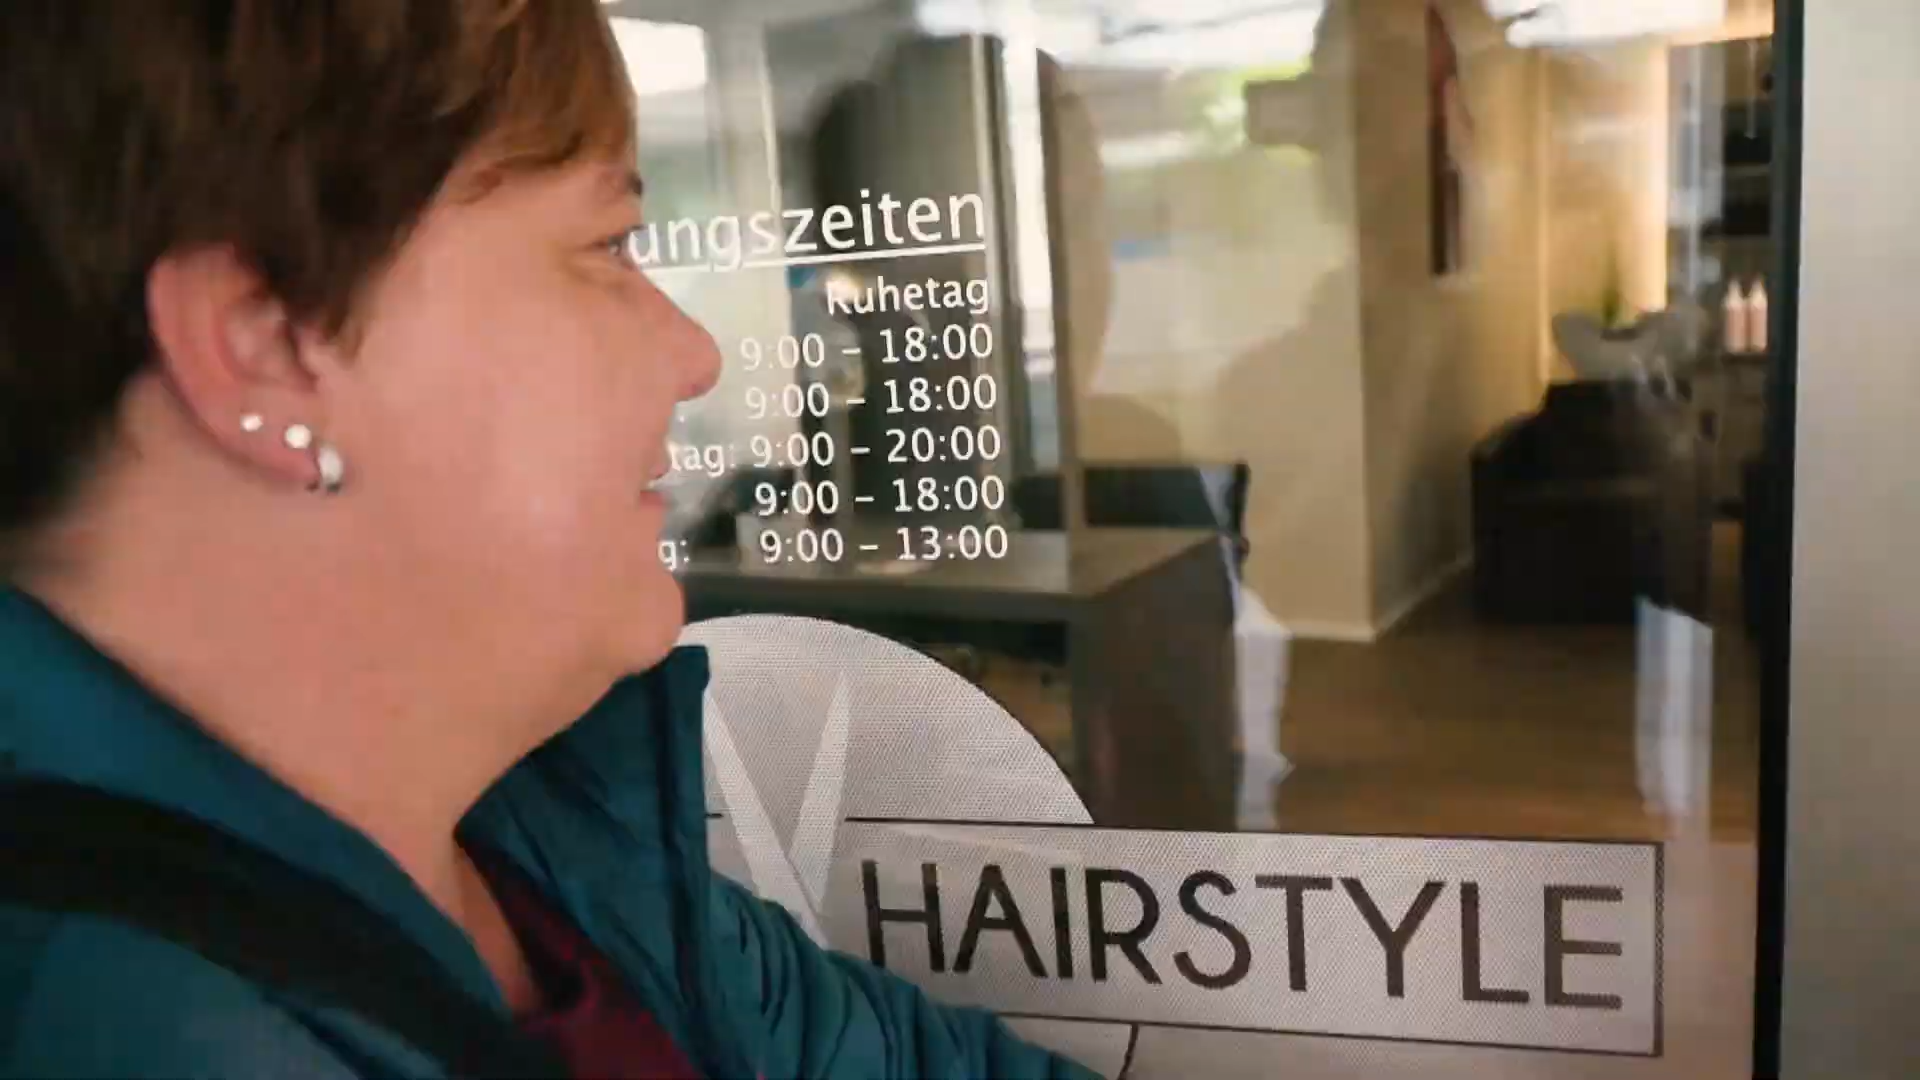 ungszeiten
Ruhetag
9:00 – 18:00
: 9:00 – 18:00
tag: 9:00 – 20:00
9:00 – 18:00
g: 9:00 – 13:00
HAIRSTYLE